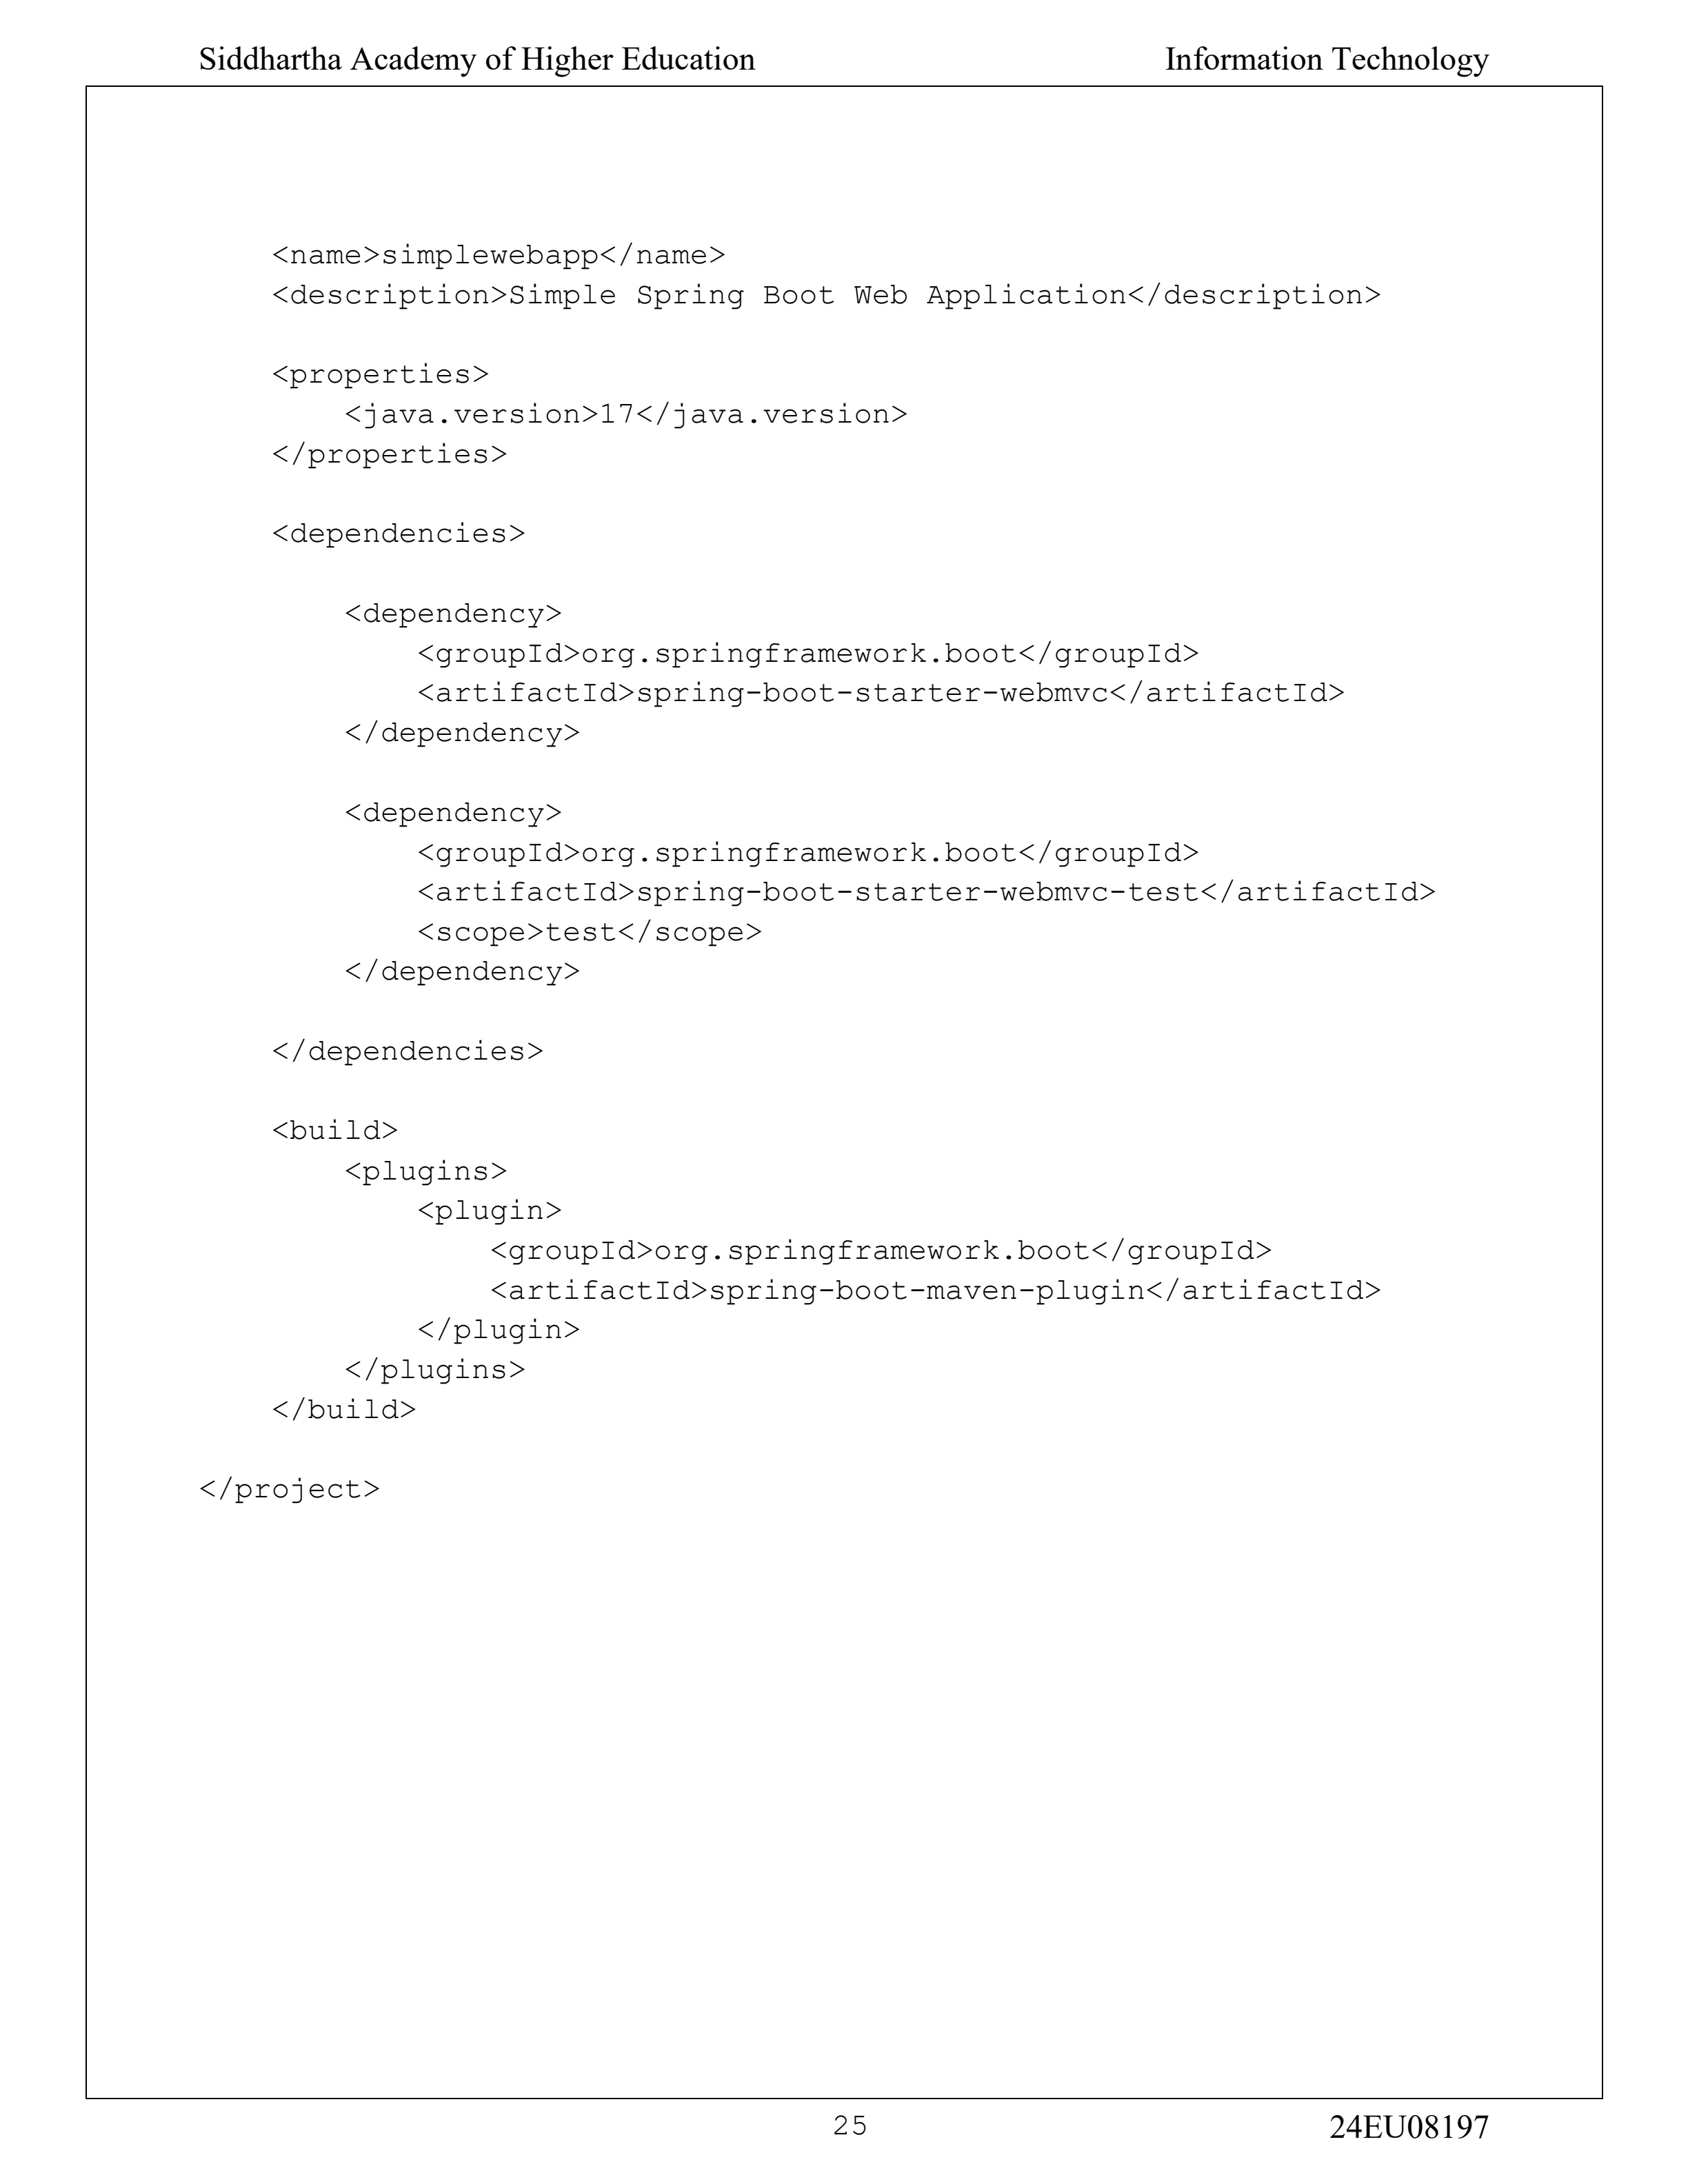 Siddhartha Academy of Higher Education Information Technology
<name>simplewebapp</name>
<description>Simple Spring Boot Web Application</description>
<properties>
<java.version>17</java.version>
</properties>
<dependencies>
<dependency>
<groupId>org.springframework.boot</groupId>
<artifactId>spring-boot-starter-webmvc</artifactId>
</dependency>
<dependency>
<groupId>org.springframework.boot</groupId>
<artifactId>spring-boot-starter-webmvc-test</artifactId>
<scope>test</scope>
</dependency>
</dependencies>
<build>
<plugins>
<plugin>
<groupId>org.springframework.boot</groupId>
<artifactId>spring-boot-maven-plugin</artifactId>
</plugin>
</plugins>
</build>
</project>
25 24EU08197